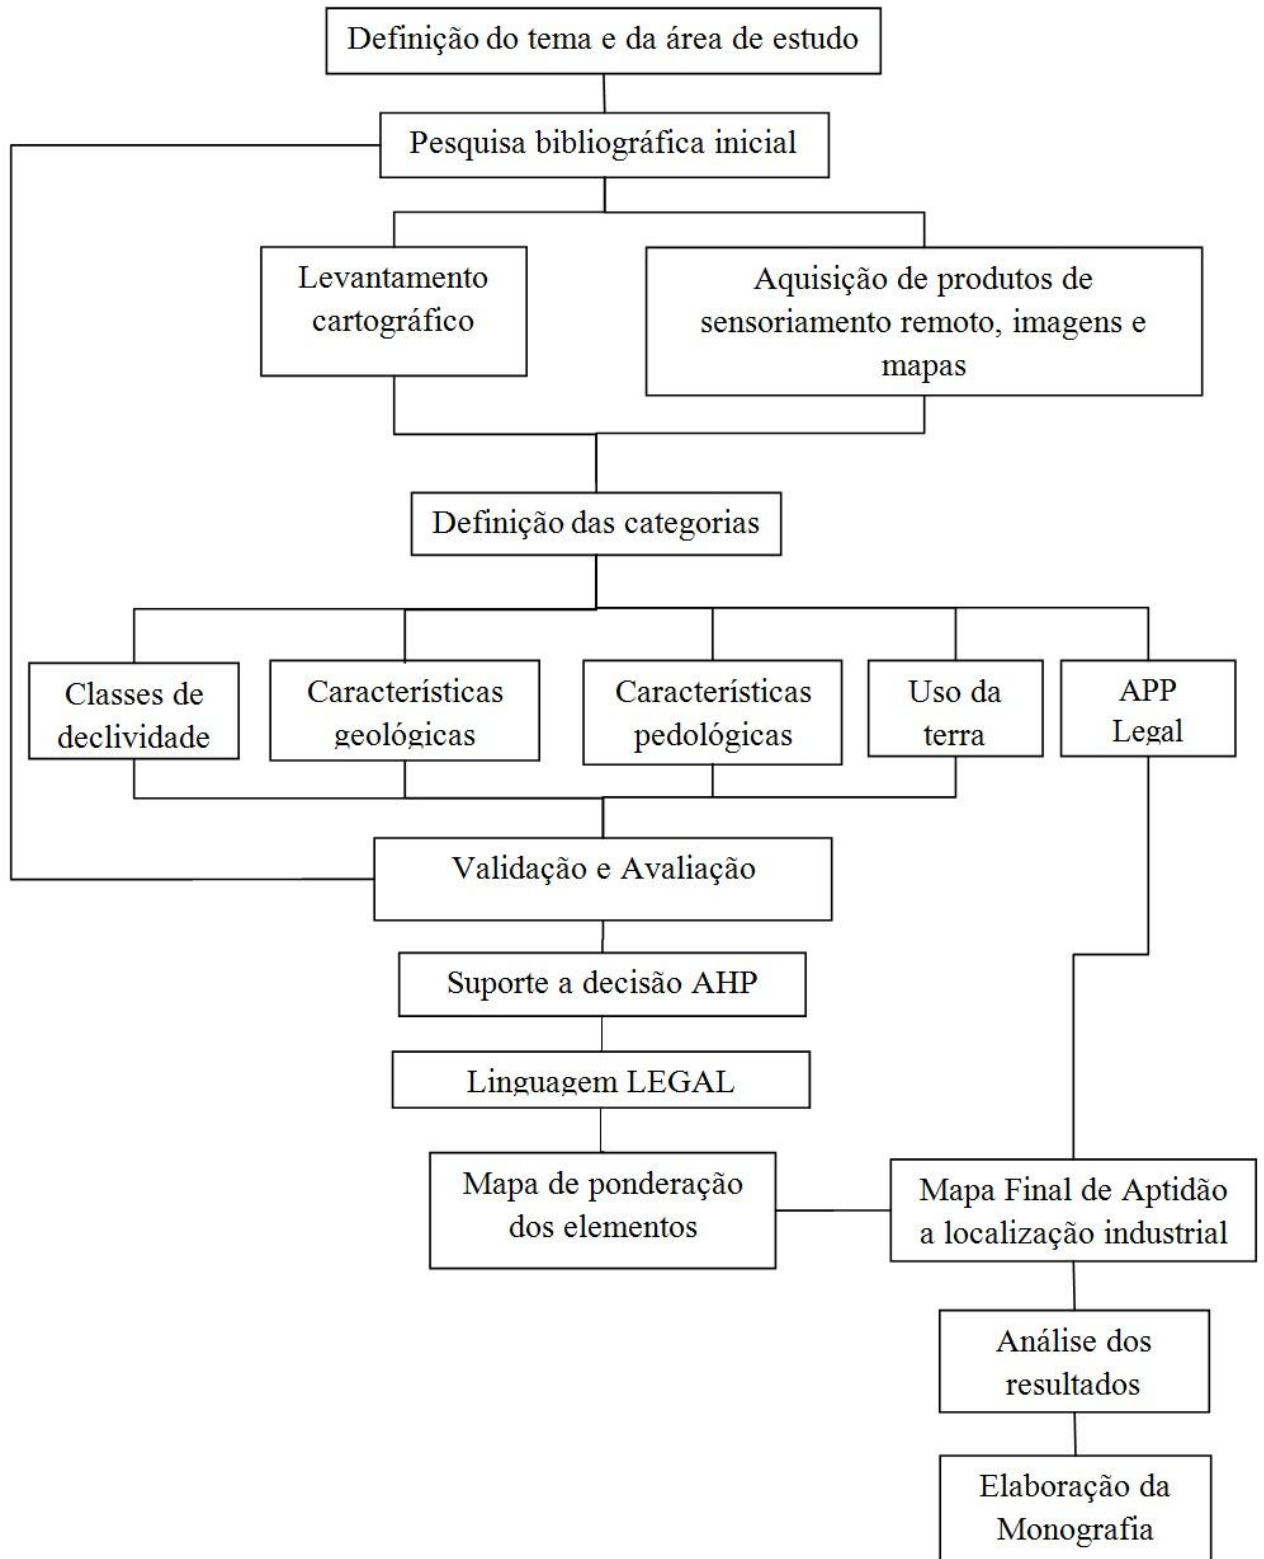 Definição do tema e da área de estudo
Pesquisa bibliográfica inicial
Levantamento
cartográfico
Aquisição de produtos de
sensoriamento remoto, imagens e
mapas
Definição das categorias
Classes de
declividade
Características
geológicas
Características
pedológicas
Uso da
terra
APP
Legal
Validação e Avaliação
Suporte a decisão AHP
Linguagem LEGAL
Mapa de ponderação
dos elementos
Mapa Final de Aptidão
a localização industrial
Análise dos
resultados
Elaboração da
Monografia